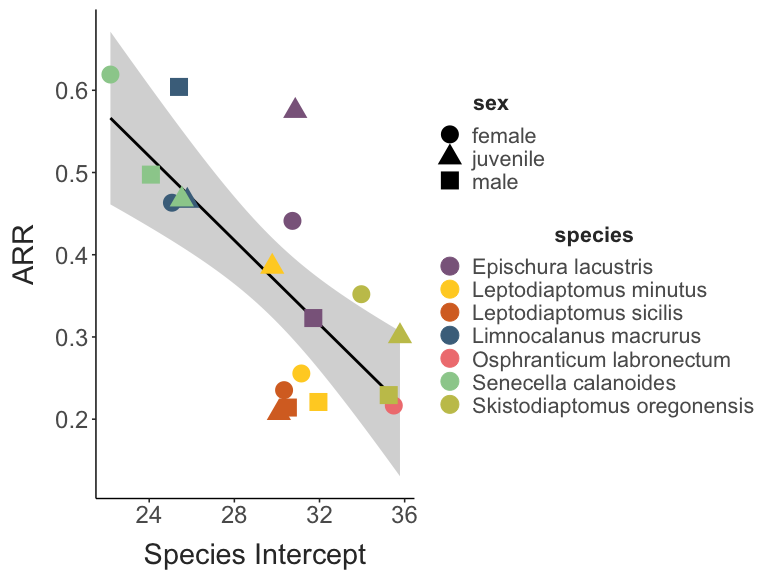 ARR
0.6
0.5
0.4
0.3
0.2
24
28
32
36
Species Intercept
sex
female
juvenile
male
species
Epischura lacustris
Leptodiaptomus minutus
Leptodiaptomus sicilis
Limnocalanus macrurus
Osphranticum labronectum
Senecella calanoides
Skistodiaptomus oregonensis